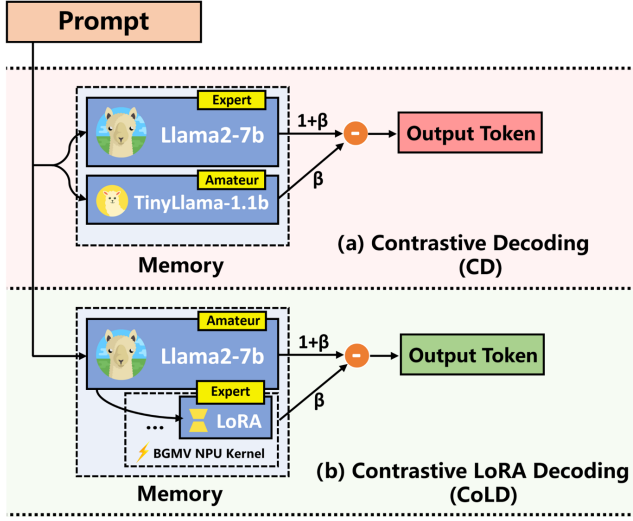 Prompt
Expert
Llama2-7b
1+β
-
Output Token
Amateur
TinyLlama-1.1b
β
Memory
(a) Contrastive Decoding
(CD)
Amateur
Llama2-7b
1+β
-
Output Token
Expert
... LoRA
β
BGMV NPU Kernel
Memory
(b) Contrastive LoRA Decoding
(CoLD)